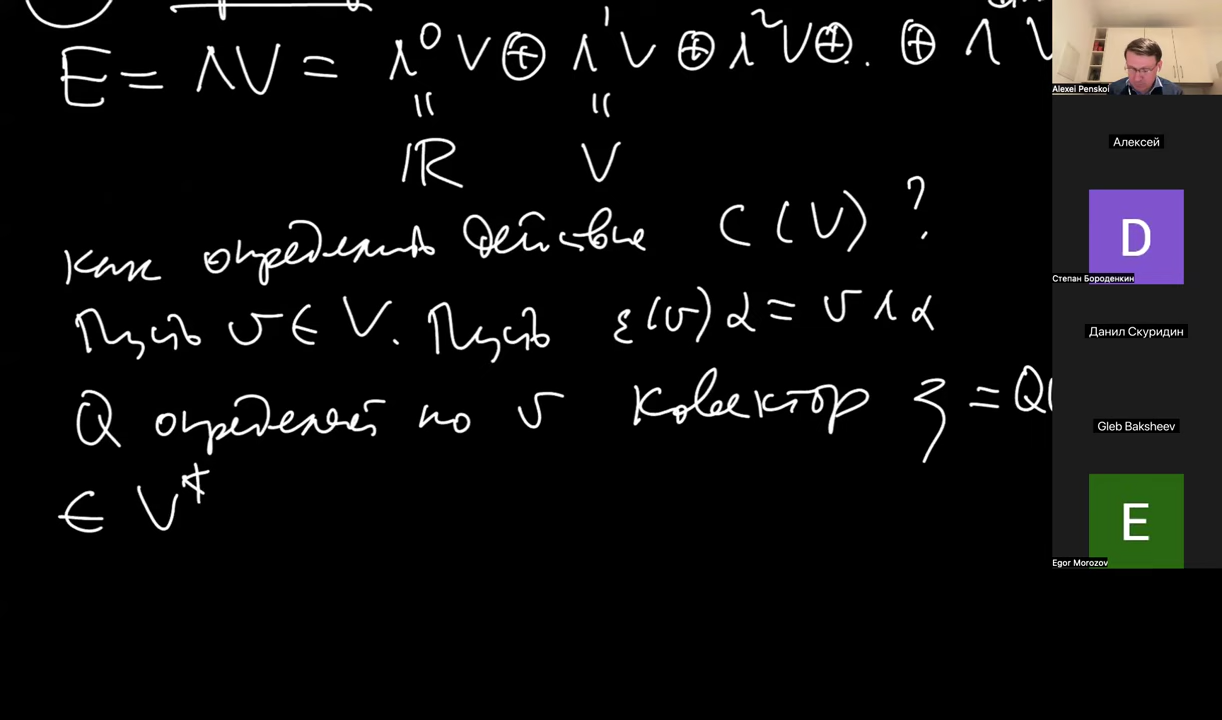 E = ΛV = Λ⁰V ⊕ Λ¹V ⊕ Λ²V ⊕ .. ⊕ Λ V
|| ||
ℝ V
как определить действие C(V) ?
Пусть v ∈ V. Пусть ε(v)α = v ∧ α
Q определяет по v ковектор ξ = Q(
∈ V*
Alexei Penskoi
Алексей
D
Степан Бороденкин
Данил Скуридин
Gleb Baksheev
E
Egor Morozov